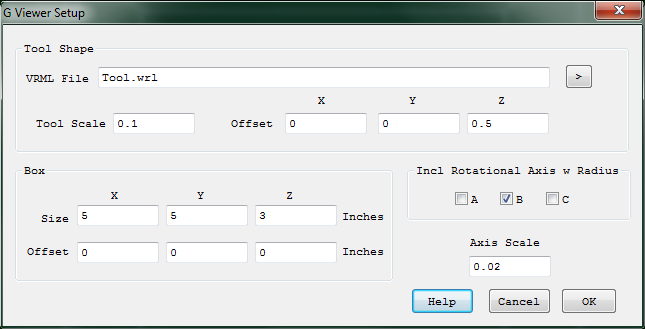 G Viewer Setup
Tool Shape
VRML File Tool.wrl >
X Y Z
Tool Scale 0.1 Offset 0 0 0.5
Box
X Y Z
Size 5 5 3 Inches
Offset 0 0 0 Inches
Incl Rotational Axis w Radius
A B C
Axis Scale
0.02
Help Cancel OK